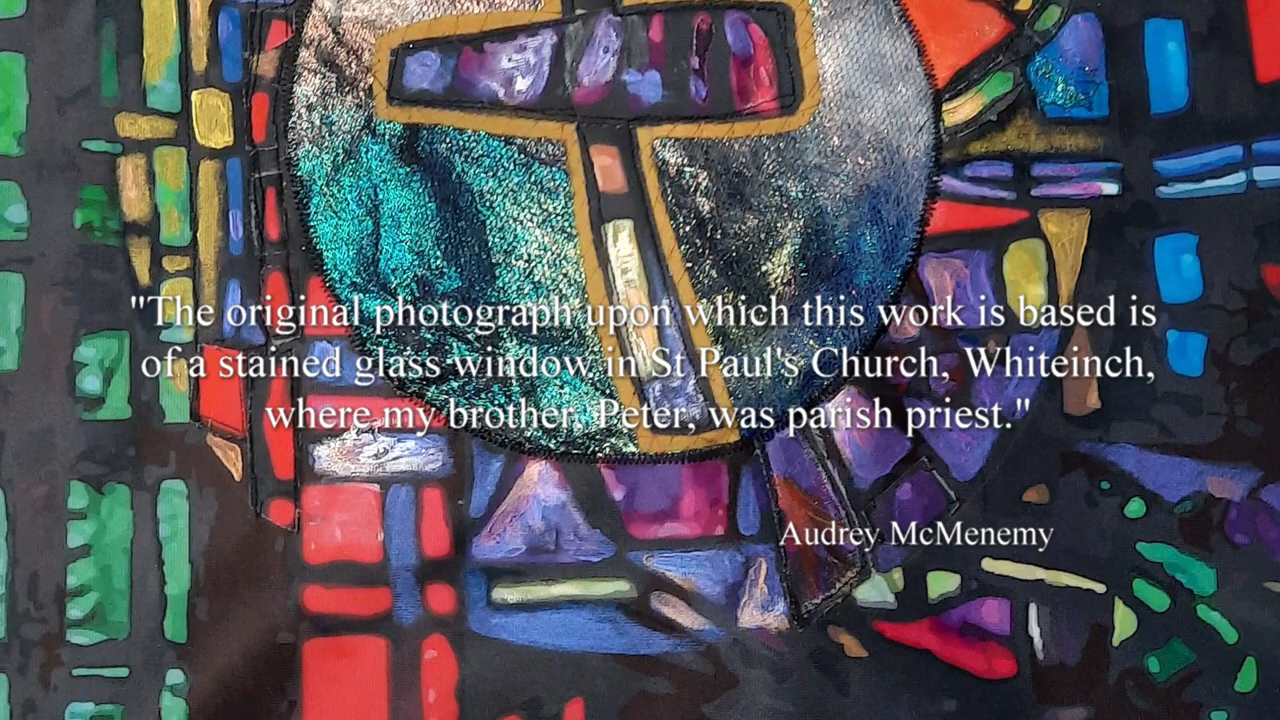 "The original photograph upon which this work is based is
of a stained glass window in St Paul's Church, Whiteinch,
where my brother, Peter, was parish priest."
Audrey McMenemy